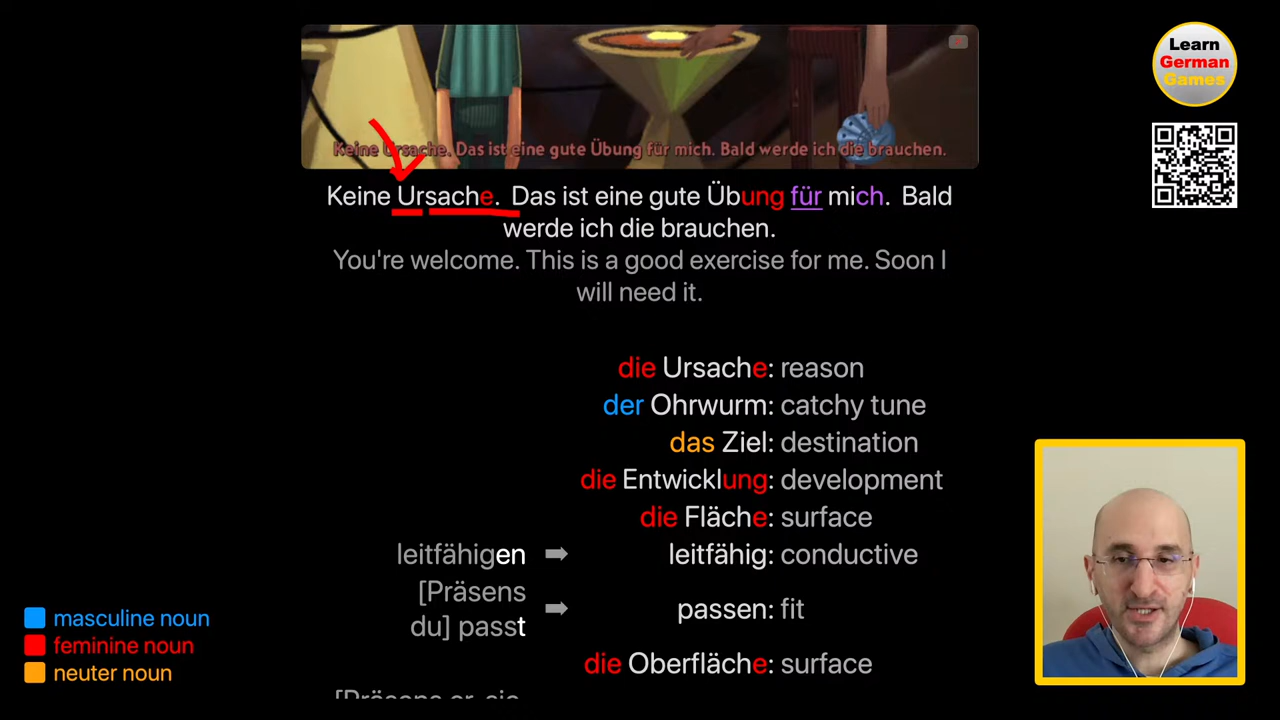 Learn
German
Games
Keine Ursache. Das ist eine gute Übung für mich. Bald werde ich die brauchen.
Keine Ursache. Das ist eine gute Übung für mich. Bald
werde ich die brauchen.
You're welcome. This is a good exercise for me. Soon I
will need it.
die Ursache: reason
der Ohrwurm: catchy tune
das Ziel: destination
die Entwicklung: development
die Fläche: surface
leitfähigen ➡ leitfähig: conductive
[Präsens
du] passt ➡ passen: fit
die Oberfläche: surface
[Präsens er, sie,
masculine noun
feminine noun
neuter noun